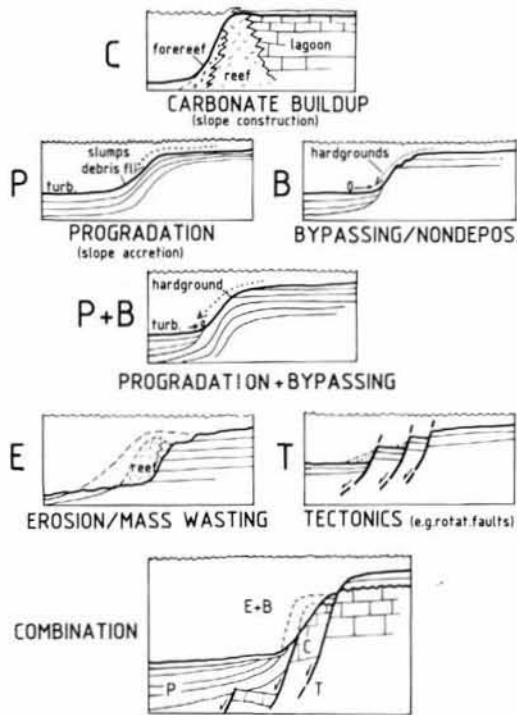 C
forereef
reef
lagoon
CARBONATE BUILDUP
(slope construction)
P
slumps
debris fl.
turb.
PROGRADATION
(slope accretion)
B
hardgrounds
BYPASSING/NONDEPOS.
P+B
hardground
turb.
PROGRADATION+BYPASSING
E
reef
EROSION/MASS WASTING
T
TECTONICS (e.g.rotat.faults)
COMBINATION
E+B
C
P
T